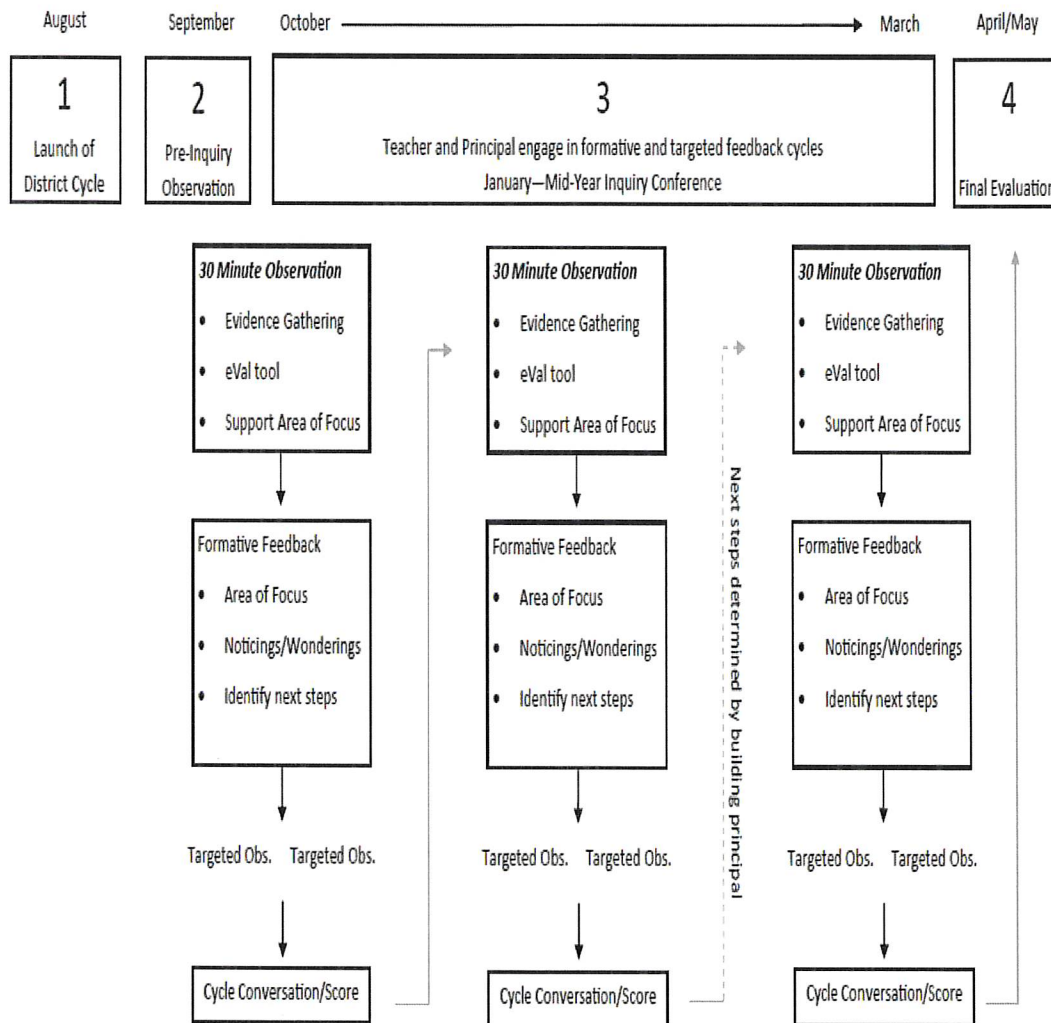 August
September
October
March
April/May
1
Launch of
District Cycle
2
Pre-Inquiry
Observation
3
Teacher and Principal engage in formative and targeted feedback cycles
January—Mid-Year Inquiry Conference
4
Final Evaluation
30 Minute Observation
• Evidence Gathering
• eVal tool
• Support Area of Focus
Formative Feedback
• Area of Focus
• Noticings/Wonderings
• Identify next steps
Targeted Obs. Targeted Obs.
Cycle Conversation/Score
30 Minute Observation
• Evidence Gathering
• eVal tool
• Support Area of Focus
Formative Feedback
• Area of Focus
• Noticings/Wonderings
• Identify next steps
Targeted Obs. Targeted Obs.
Cycle Conversation/Score
Next steps determined by building principal
30 Minute Observation
• Evidence Gathering
• eVal tool
• Support Area of Focus
Formative Feedback
• Area of Focus
• Noticings/Wonderings
• Identify next steps
Targeted Obs. Targeted Obs.
Cycle Conversation/Score